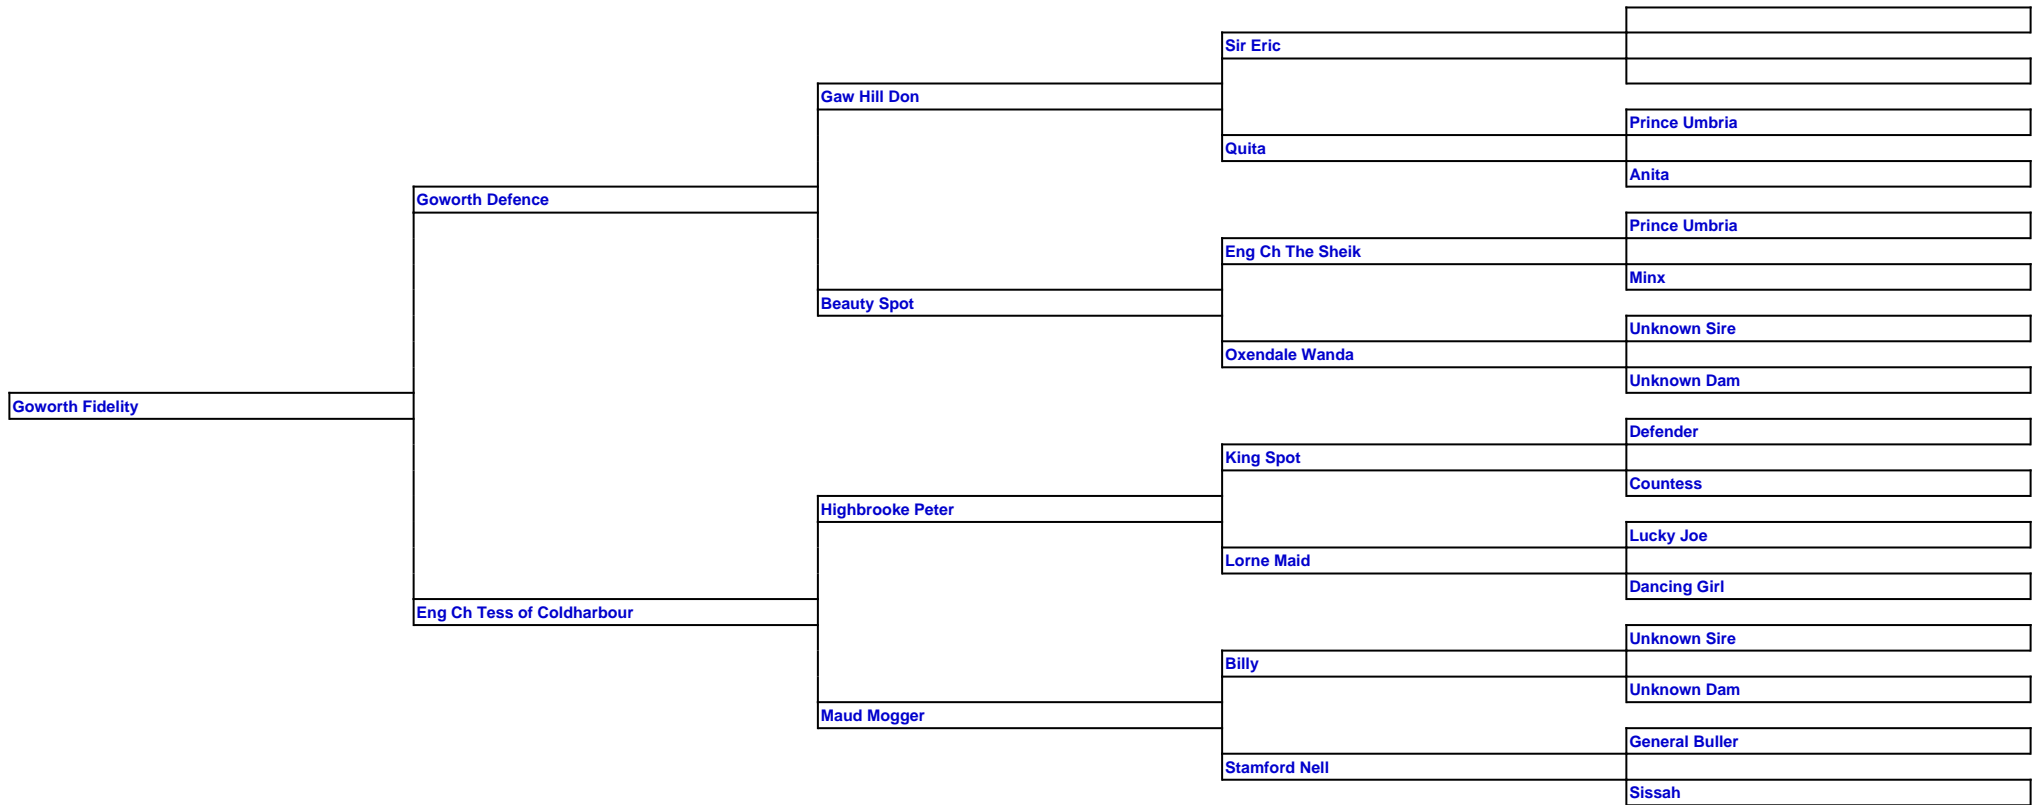 Sir Eric
Gaw Hill Don
Prince Umbria
Quita
Anita
Goworth Defence
Prince Umbria
Eng Ch The Sheik
Minx
Beauty Spot
Unknown Sire
Oxendale Wanda
Unknown Dam
Goworth Fidelity
Defender
King Spot
Countess
Highbrooke Peter
Lucky Joe
Lorne Maid
Dancing Girl
Eng Ch Tess of Coldharbour
Unknown Sire
Billy
Unknown Dam
Maud Mogger
General Buller
Stamford Nell
Sissah